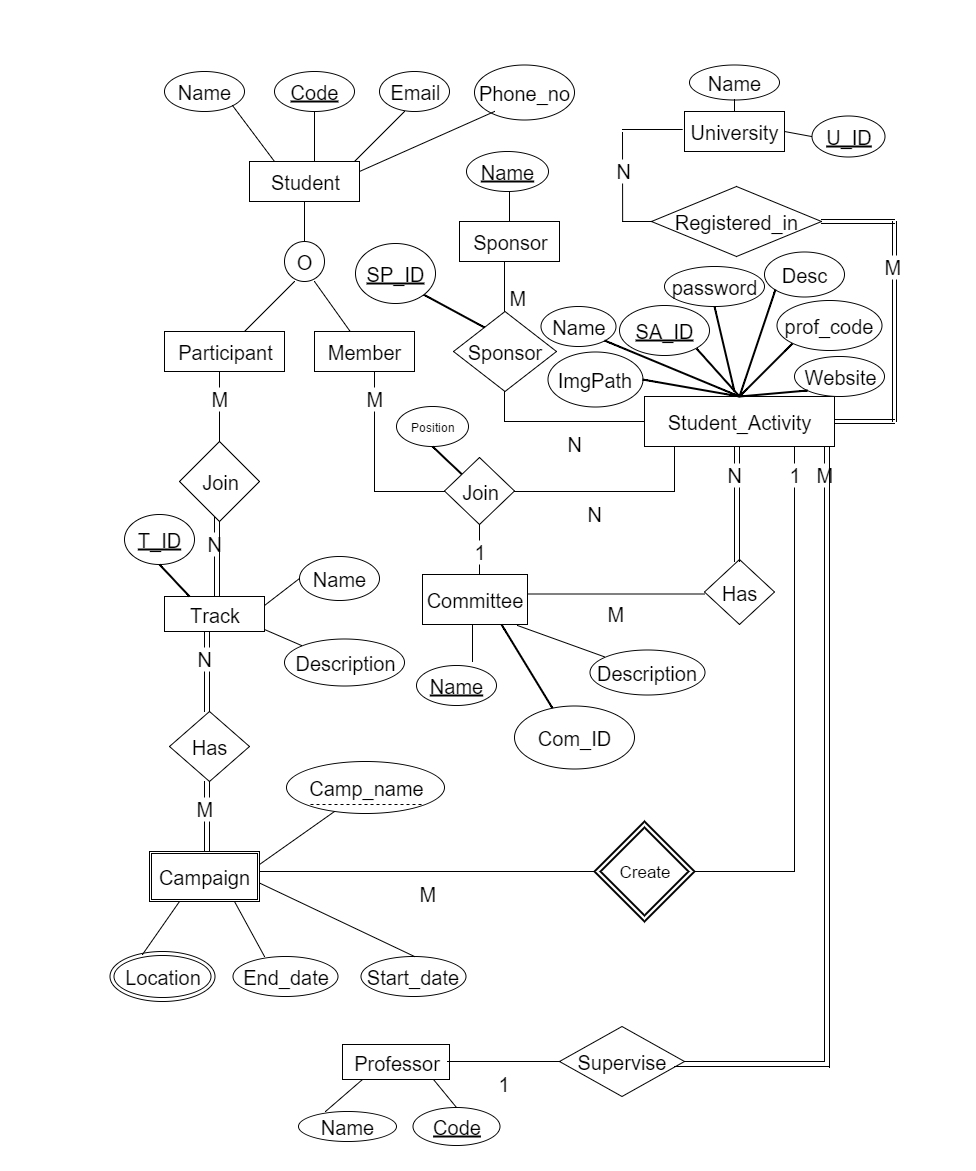 Name
Code
Email
Phone_no
Name
University
U_ID
Student
Name
N
Registered_in
Sponsor
O
SP_ID
M
M
password
Desc
Name
SA_ID
prof_code
Participant
Member
Sponsor
ImgPath
Website
M
M
Position
Student_Activity
N
Join
Join
N
1
M
N
T_ID
N
1
Name
Committee
Has
M
Track
Description
N
Name
Description
Com_ID
Has
Camp_name
M
Campaign
M
Create
Location
End_date
Start_date
Professor
1
Supervise
Name
Code